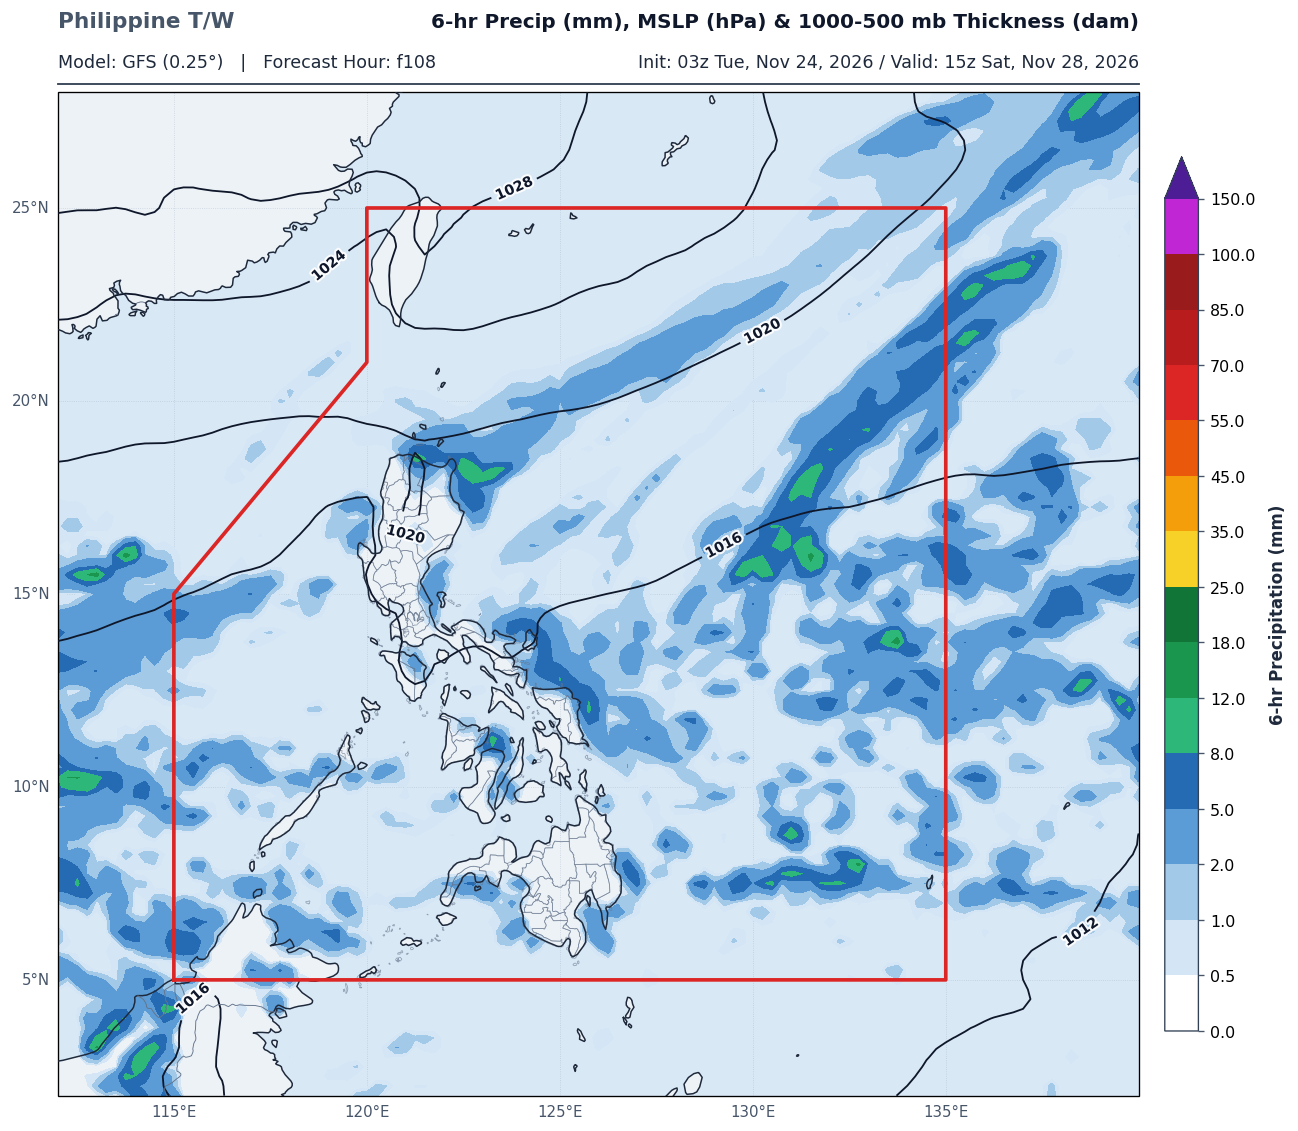 Philippine T/W
6-hr Precip (mm), MSLP (hPa) & 1000-500 mb Thickness (dam)
Model: GFS (0.25°) | Forecast Hour: f108
Init: 03z Tue, Nov 24, 2026 / Valid: 15z Sat, Nov 28, 2026
25°N
20°N
15°N
10°N
5°N
115°E
120°E
125°E
130°E
135°E
1028
1024
1020
1020
1016
1012
1016
150.0
100.0
85.0
70.0
55.0
45.0
35.0
25.0
18.0
12.0
8.0
5.0
2.0
1.0
0.5
0.0
6-hr Precipitation (mm)